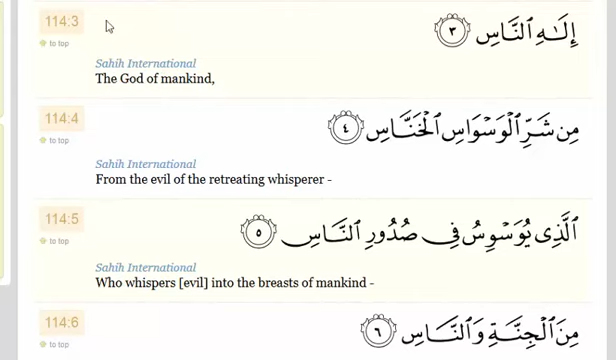 114:3
إِلَٰهِ ٱلنَّاسِ ٣
to top
Sahih International
The God of mankind,
114:4
مِن شَرِّ ٱلْوَسْوَاسِ ٱلْخَنَّاسِ ٤
to top
Sahih International
From the evil of the retreating whisperer -
114:5
ٱلَّذِى يُوَسْوِسُ فِى صُدُورِ ٱلنَّاسِ ٥
to top
Sahih International
Who whispers [evil] into the breasts of mankind -
114:6
مِنَ ٱلْجِنَّةِ وَٱلنَّاسِ ٦
to top